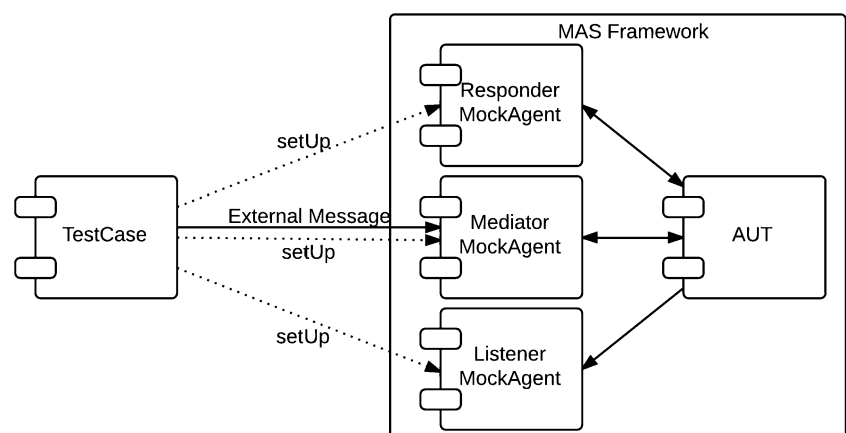 MAS Framework
Responder
MockAgent
setUp
External Message
TestCase
Mediator
MockAgent
AUT
setUp
setUp
Listener
MockAgent